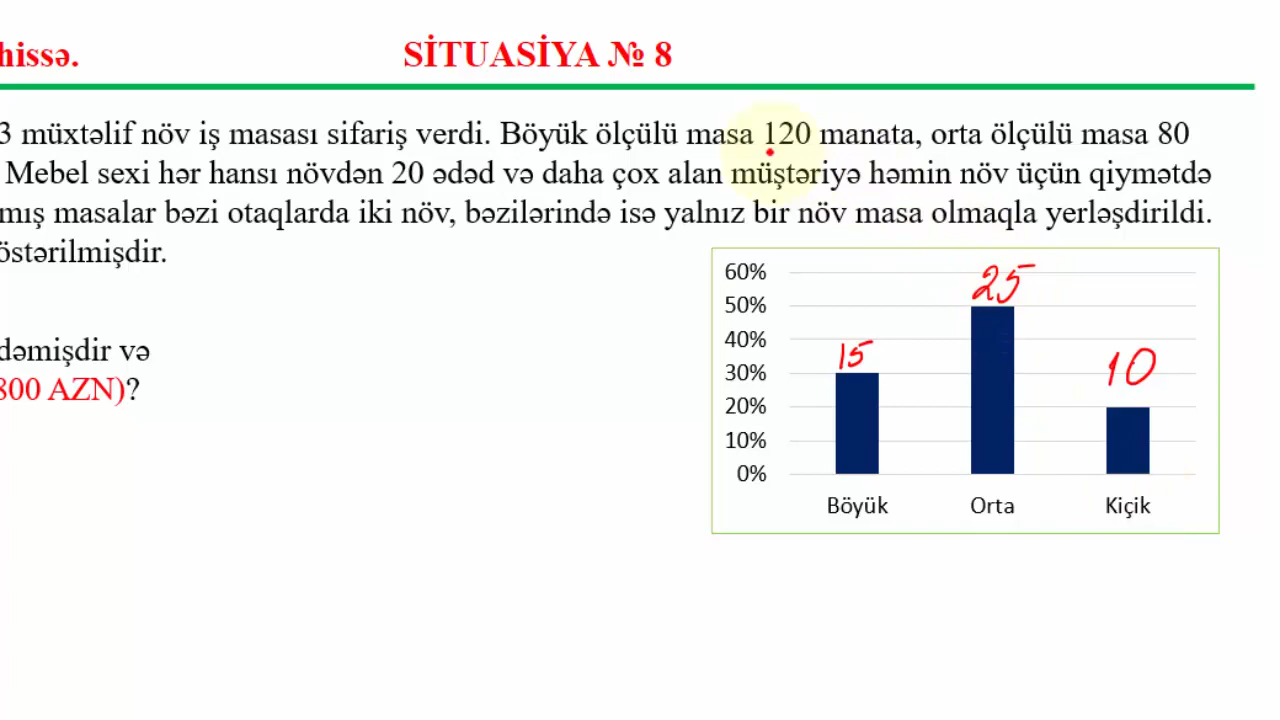 hissə. SİTUASİYA № 8
3 müxtəlif növ iş masası sifariş verdi. Böyük ölçülü masa 120 manata, orta ölçülü masa 80
Mebel sexi hər hansı növdən 20 ədəd və daha çox alan müştəriyə həmin növ üçün qiymətdə
mış masalar bəzi otaqlarda iki növ, bəzilərində isə yalnız bir növ masa olmaqla yerləşdirildi.
östərilmişdir.
dəmişdir və
800 AZN)?
60%
50%
40%
30%
20%
10%
0%
25
15
10
Böyük Orta Kiçik